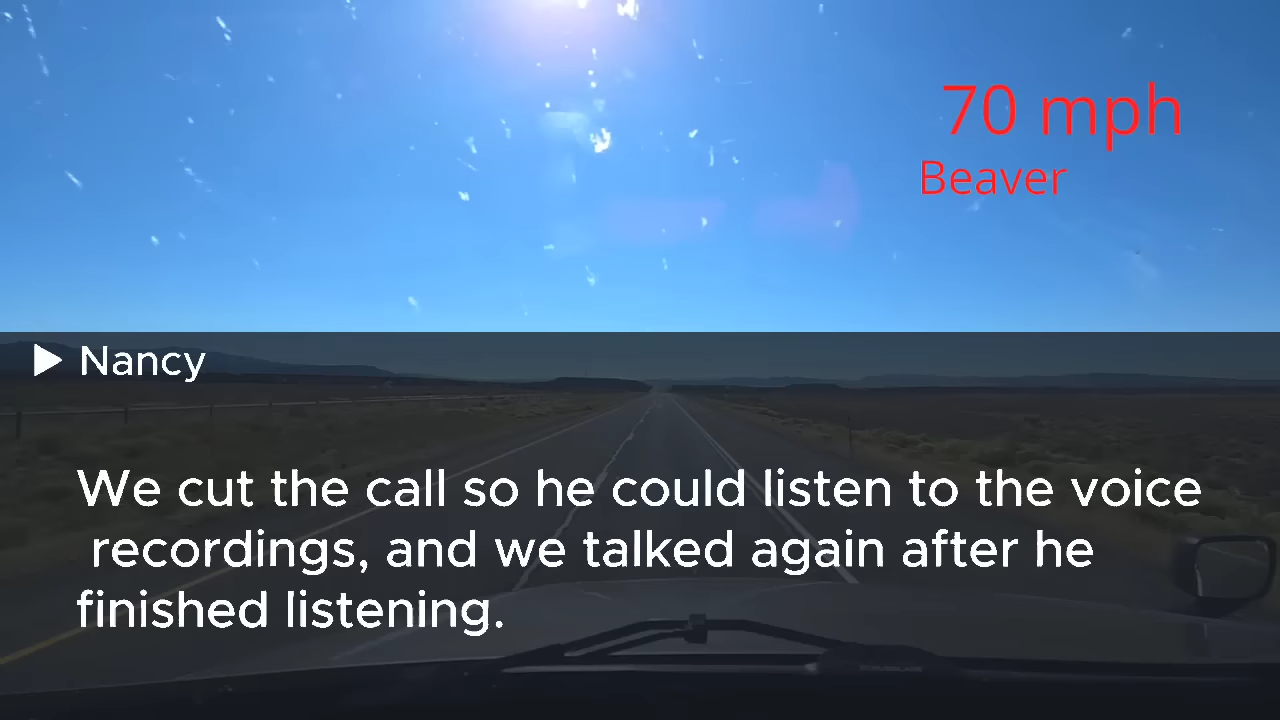 70 mph
Beaver
Nancy
We cut the call so he could listen to the voice
recordings, and we talked again after he
finished listening.